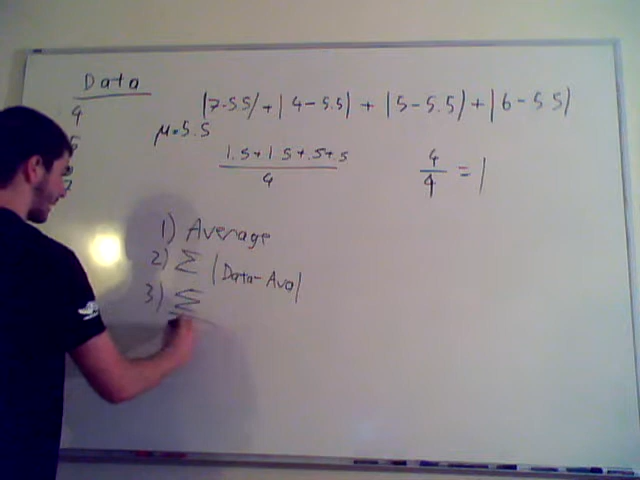 Data
|7-5.5| + | 4-5.5| + |5-5.5| + |6-5.5|
4
μ=5.5
1.5+1.5+.5+.5
4
4
4
= 1
7
1) Average
2) Σ |Data-Avg|
3) Σ